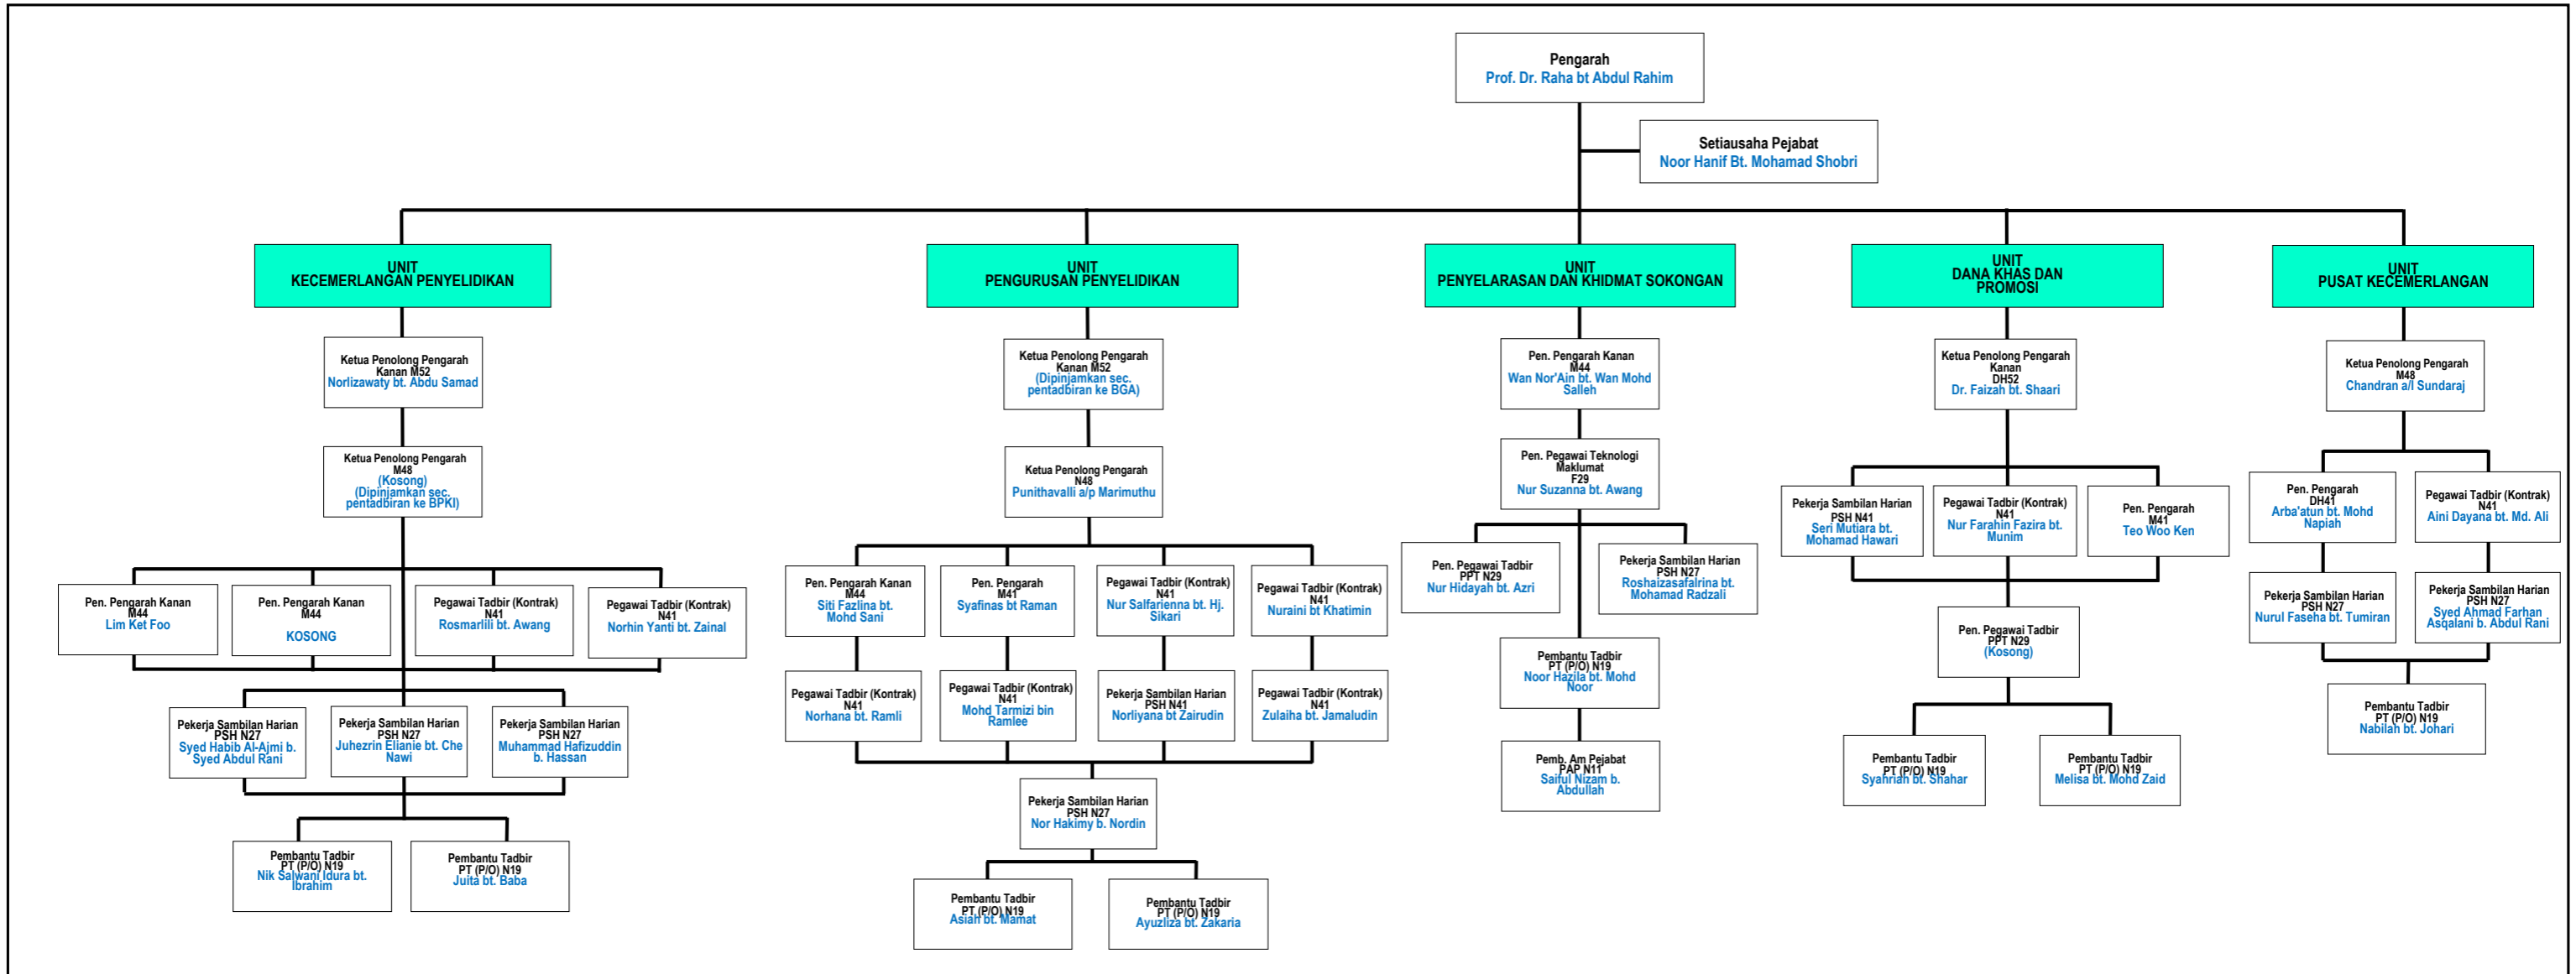 Pengarah
Prof. Dr. Raha bt Abdul Rahim
Setiausaha Pejabat
Noor Hanif Bt. Mohamad Shobri
UNIT
KECEMERLANGAN PENYELIDIKAN
Ketua Penolong Pengarah
Kanan M52
Norlizawaty bt. Abdu Samad
Ketua Penolong Pengarah
M48
(Kosong)
(Dipinjamkan sec.
pentadbiran ke BPKI)
Pen. Pengarah Kanan
M44
Lim Ket Foo
Pen. Pengarah Kanan
M44
KOSONG
Pegawai Tadbir (Kontrak)
N41
Rosmarlili bt. Awang
Pegawai Tadbir (Kontrak)
N41
Norhin Yanti bt. Zainal
Pekerja Sambilan Harian
PSH N27
Syed Habib Al-Ajmi b.
Syed Abdul Rani
Pekerja Sambilan Harian
PSH N27
Juhezrin Elianie bt. Che
Nawi
Pekerja Sambilan Harian
PSH N27
Muhammad Hafizuddin
b. Hassan
Pembantu Tadbir
PT (P/O) N19
Nik Salwani Idura bt.
Ibrahim
Pembantu Tadbir
PT (P/O) N19
Juita bt. Baba
UNIT
PENGURUSAN PENYELIDIKAN
Ketua Penolong Pengarah
Kanan M52
(Dipinjamkan sec.
pentadbiran ke BGA)
Ketua Penolong Pengarah
N48
Punithavalli a/p Marimuthu
Pen. Pengarah Kanan
M44
Siti Fazlina bt.
Mohd Sani
Pen. Pengarah
M41
Syafinas bt Raman
Pegawai Tadbir (Kontrak)
N41
Nur Salfarienna bt. Hj.
Sikari
Pegawai Tadbir (Kontrak)
N41
Nuraini bt Khatimin
Pegawai Tadbir (Kontrak)
N41
Norhana bt. Ramli
Pegawai Tadbir (Kontrak)
N41
Mohd Tarmizi bin
Ramlee
Pekerja Sambilan Harian
PSH N41
Norliyana bt Zairudin
Pegawai Tadbir (Kontrak)
N41
Zulaiha bt. Jamaludin
Pekerja Sambilan Harian
PSH N27
Nor Hakimy b. Nordin
Pembantu Tadbir
PT (P/O) N19
Asiah bt. Mamat
Pembantu Tadbir
PT (P/O) N19
Ayuzliza bt. Zakaria
UNIT
PENYELARASAN DAN KHIDMAT SOKONGAN
Pen. Pengarah Kanan
M44
Wan Nor'Ain bt. Wan Mohd
Salleh
Pen. Pegawai Teknologi
Maklumat
F29
Nur Suzanna bt. Awang
Pen. Pegawai Tadbir
PPT N29
Nur Hidayah bt. Azri
Pekerja Sambilan Harian
PSH N27
Roshaizasafalrina bt.
Mohamad Radzali
Pembantu Tadbir
PT (P/O) N19
Noor Hazila bt. Mohd
Noor
Pemb. Am Pejabat
PAP N11
Saiful Nizam b.
Abdullah
UNIT
DANA KHAS DAN
PROMOSI
Ketua Penolong Pengarah
Kanan
DH52
Dr. Faizah bt. Shaari
Pekerja Sambilan Harian
PSH N41
Seri Mutiara bt.
Mohamad Hawari
Pegawai Tadbir (Kontrak)
N41
Nur Farahin Fazira bt.
Munim
Pen. Pengarah
M41
Teo Woo Ken
Pen. Pegawai Tadbir
PPT N29
(Kosong)
Pembantu Tadbir
PT (P/O) N19
Syahriah bt. Shahar
Pembantu Tadbir
PT (P/O) N19
Melisa bt. Mohd Zaid
UNIT
PUSAT KECEMERLANGAN
Ketua Penolong Pengarah
M48
Chandran a/l Sundaraj
Pen. Pengarah
DH41
Arba'atun bt. Mohd
Napiah
Pegawai Tadbir (Kontrak)
N41
Aini Dayana bt. Md. Ali
Pekerja Sambilan Harian
PSH N27
Nurul Faseha bt. Tumiran
Pekerja Sambilan Harian
PSH N27
Syed Ahmad Farhan
Asqalani b. Abdul Rani
Pembantu Tadbir
PT (P/O) N19
Nabilah bt. Johari